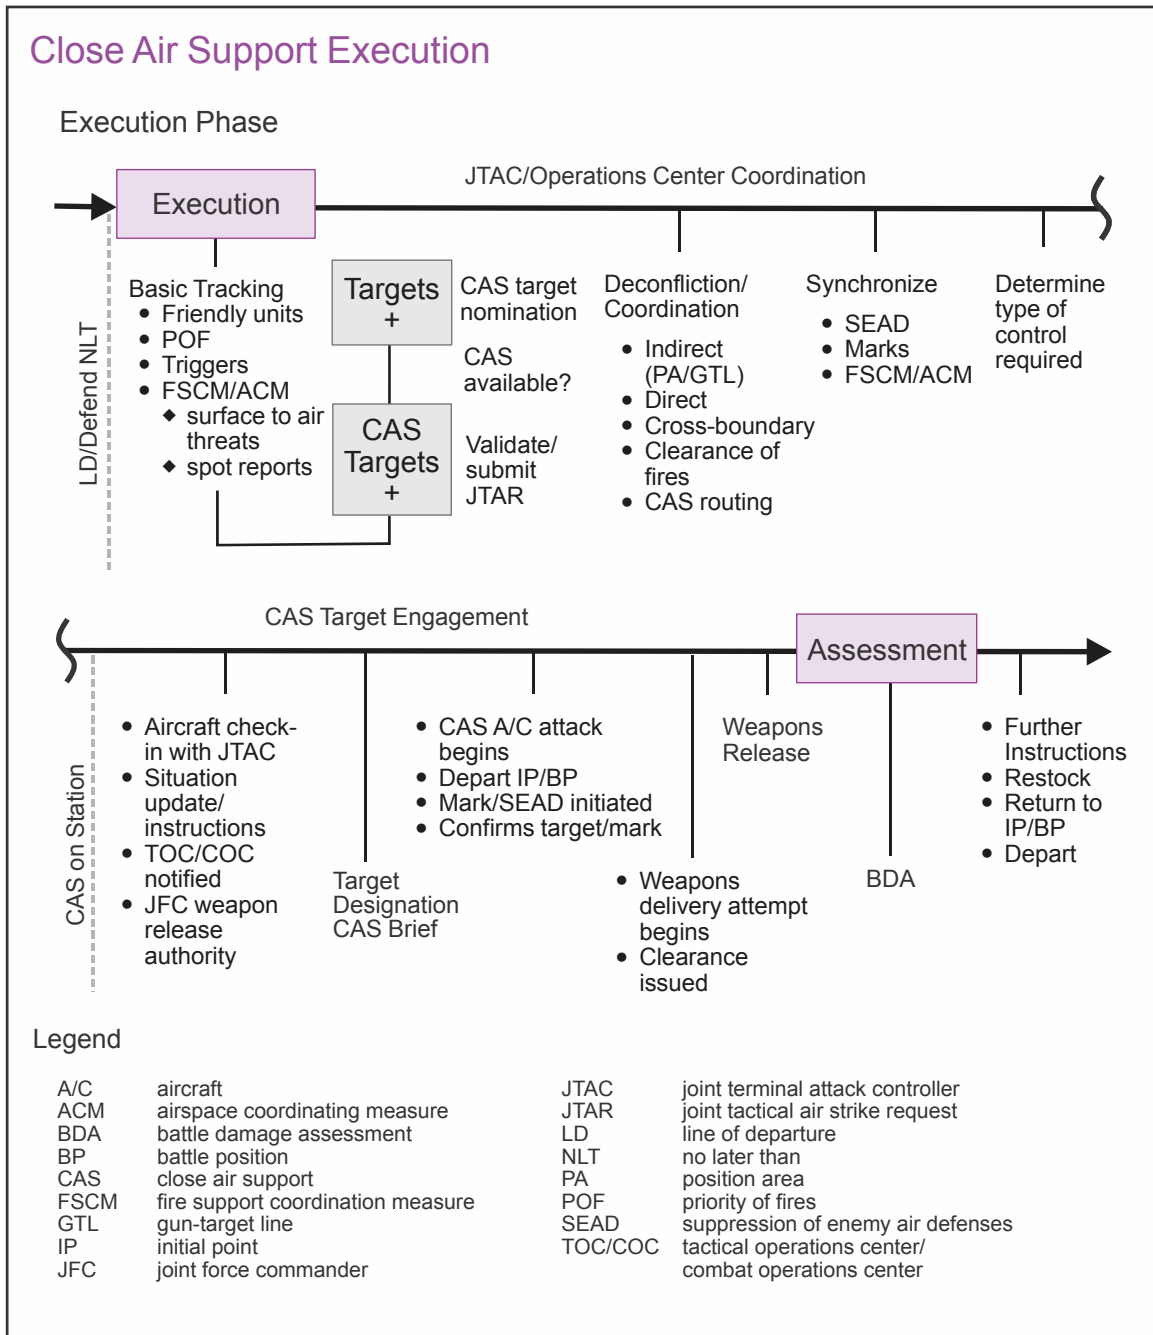 Close Air Support Execution
Execution Phase
JTAC/Operations Center Coordination
Execution
LD/Defend NLT
Basic Tracking
• Friendly units
• POF
• Triggers
• FSCM/ACM
◆ surface to air
threats
◆ spot reports
Targets
+
CAS
Targets
+
CAS target
nomination
CAS
available?
Validate/
submit
JTAR
Deconfliction/
Coordination
• Indirect
(PA/GTL)
• Direct
• Cross-boundary
• Clearance of
fires
• CAS routing
Synchronize
• SEAD
• Marks
• FSCM/ACM
Determine
type of
control
required
CAS Target Engagement
Assessment
CAS on Station
• Aircraft check-
in with JTAC
• Situation
update/
instructions
• TOC/COC
notified
• JFC weapon
release
authority
Target
Designation
CAS Brief
• CAS A/C attack
begins
• Depart IP/BP
• Mark/SEAD initiated
• Confirms target/mark
• Weapons
delivery attempt
begins
• Clearance
issued
Weapons
Release
BDA
• Further
Instructions
• Restock
• Return to
IP/BP
• Depart
Legend
A/C aircraft
ACM airspace coordinating measure
BDA battle damage assessment
BP battle position
CAS close air support
FSCM fire support coordination measure
GTL gun-target line
IP initial point
JFC joint force commander
JTAC joint terminal attack controller
JTAR joint tactical air strike request
LD line of departure
NLT no later than
PA position area
POF priority of fires
SEAD suppression of enemy air defenses
TOC/COC tactical operations center/
combat operations center